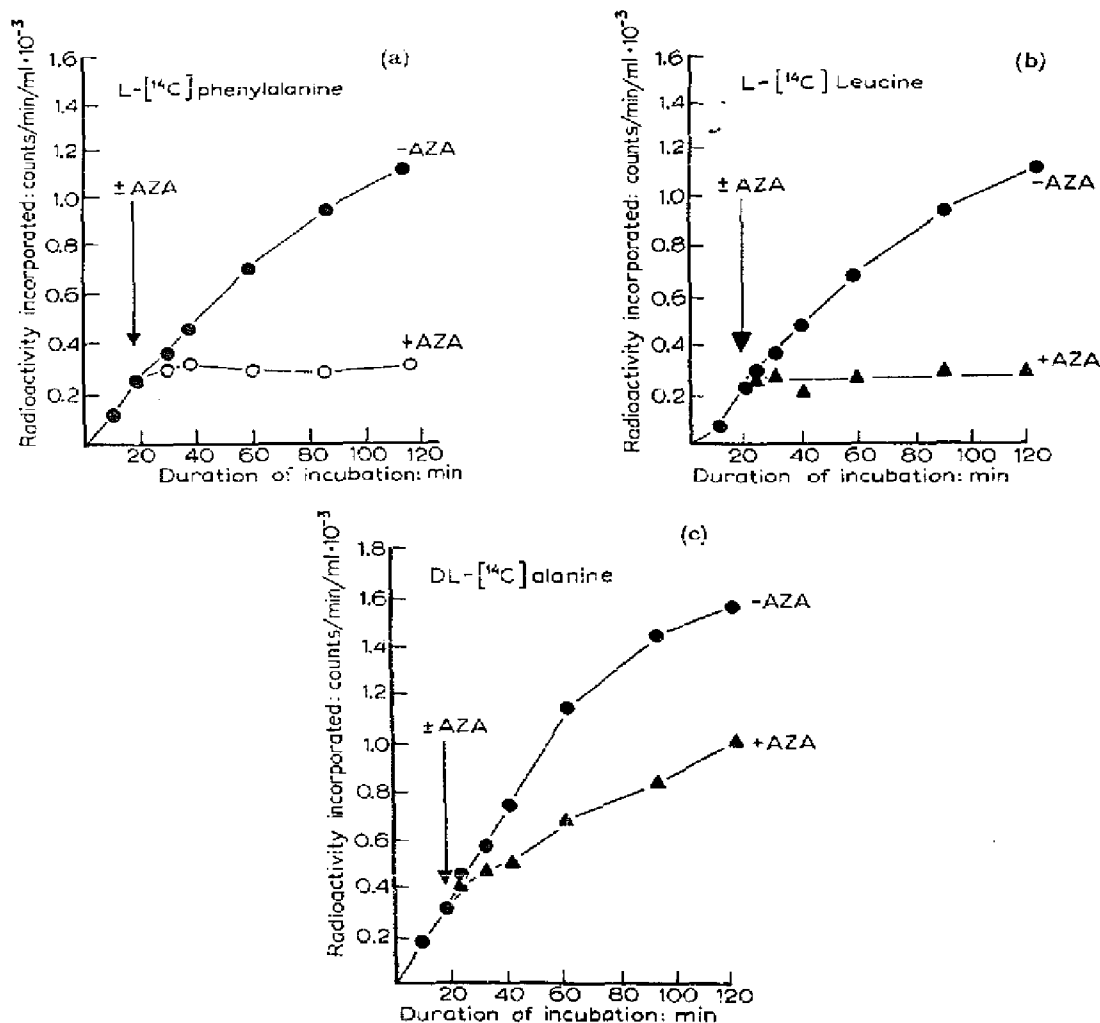 (a)
L-[¹⁴C]phenylalanine
Radioactivity incorporated: counts/min/ml·10⁻³
1.6
1.4
1.2
1.0
0.8
0.6
0.4
0.2
± AZA
-AZA
+AZA
20 40 60 80 100 120
Duration of incubation: min
(b)
L-[¹⁴C] Leucine
Radioactivity incorporated: counts/min/ml·10⁻³
1.6
1.4
1.2
1.0
0.8
0.6
0.4
0.2
± AZA
-AZA
+AZA
20 40 60 80 100 120
Duration of incubation: min
(c)
DL-[¹⁴C] alanine
Radioactivity incorporated: counts/min/ml·10⁻³
1.8
1.6
1.4
1.2
1.0
0.8
0.6
0.4
0.2
± AZA
-AZA
+AZA
20 40 60 80 100 120
Duration of incubation: min